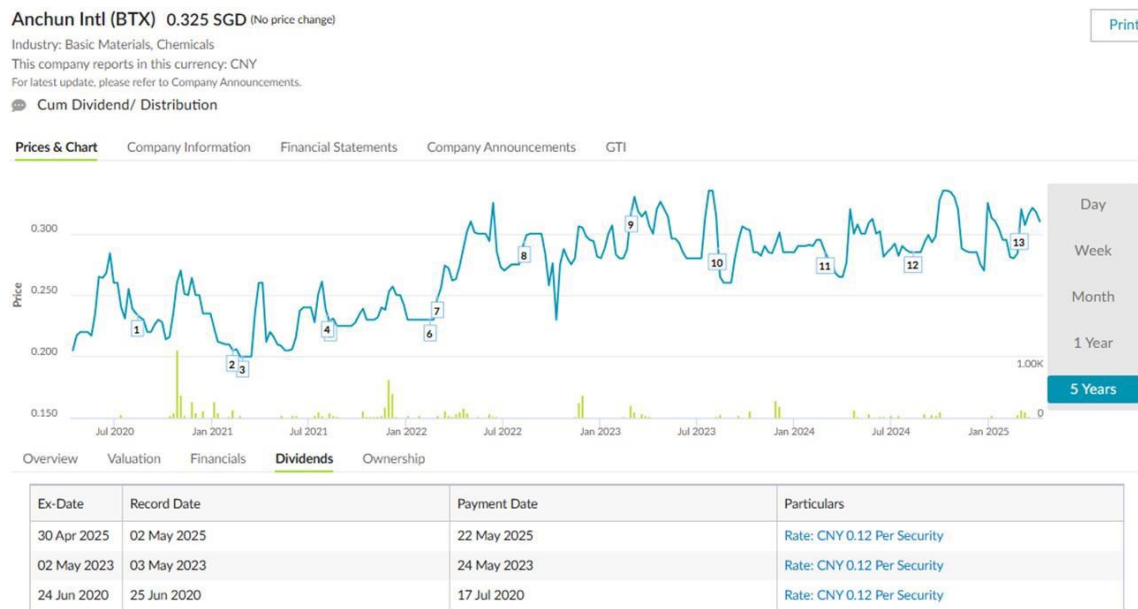 Anchun Intl (BTX) 0.325 SGD (No price change)
Print
Industry: Basic Materials, Chemicals
This company reports in this currency: CNY
For latest update, please refer to Company Announcements.
Cum Dividend/ Distribution
Prices & Chart Company Information Financial Statements Company Announcements GTI
Price
0.300
0.250
0.200
0.150
1
2
3
4
6
7
8
9
10
11
12
13
1.00K
0
Jul 2020 Jan 2021 Jul 2021 Jan 2022 Jul 2022 Jan 2023 Jul 2023 Jan 2024 Jul 2024 Jan 2025
Day
Week
Month
1 Year
5 Years
Overview Valuation Financials Dividends Ownership
Ex-Date Record Date Payment Date Particulars
30 Apr 2025 02 May 2025 22 May 2025 Rate: CNY 0.12 Per Security
02 May 2023 03 May 2023 24 May 2023 Rate: CNY 0.12 Per Security
24 Jun 2020 25 Jun 2020 17 Jul 2020 Rate: CNY 0.12 Per Security